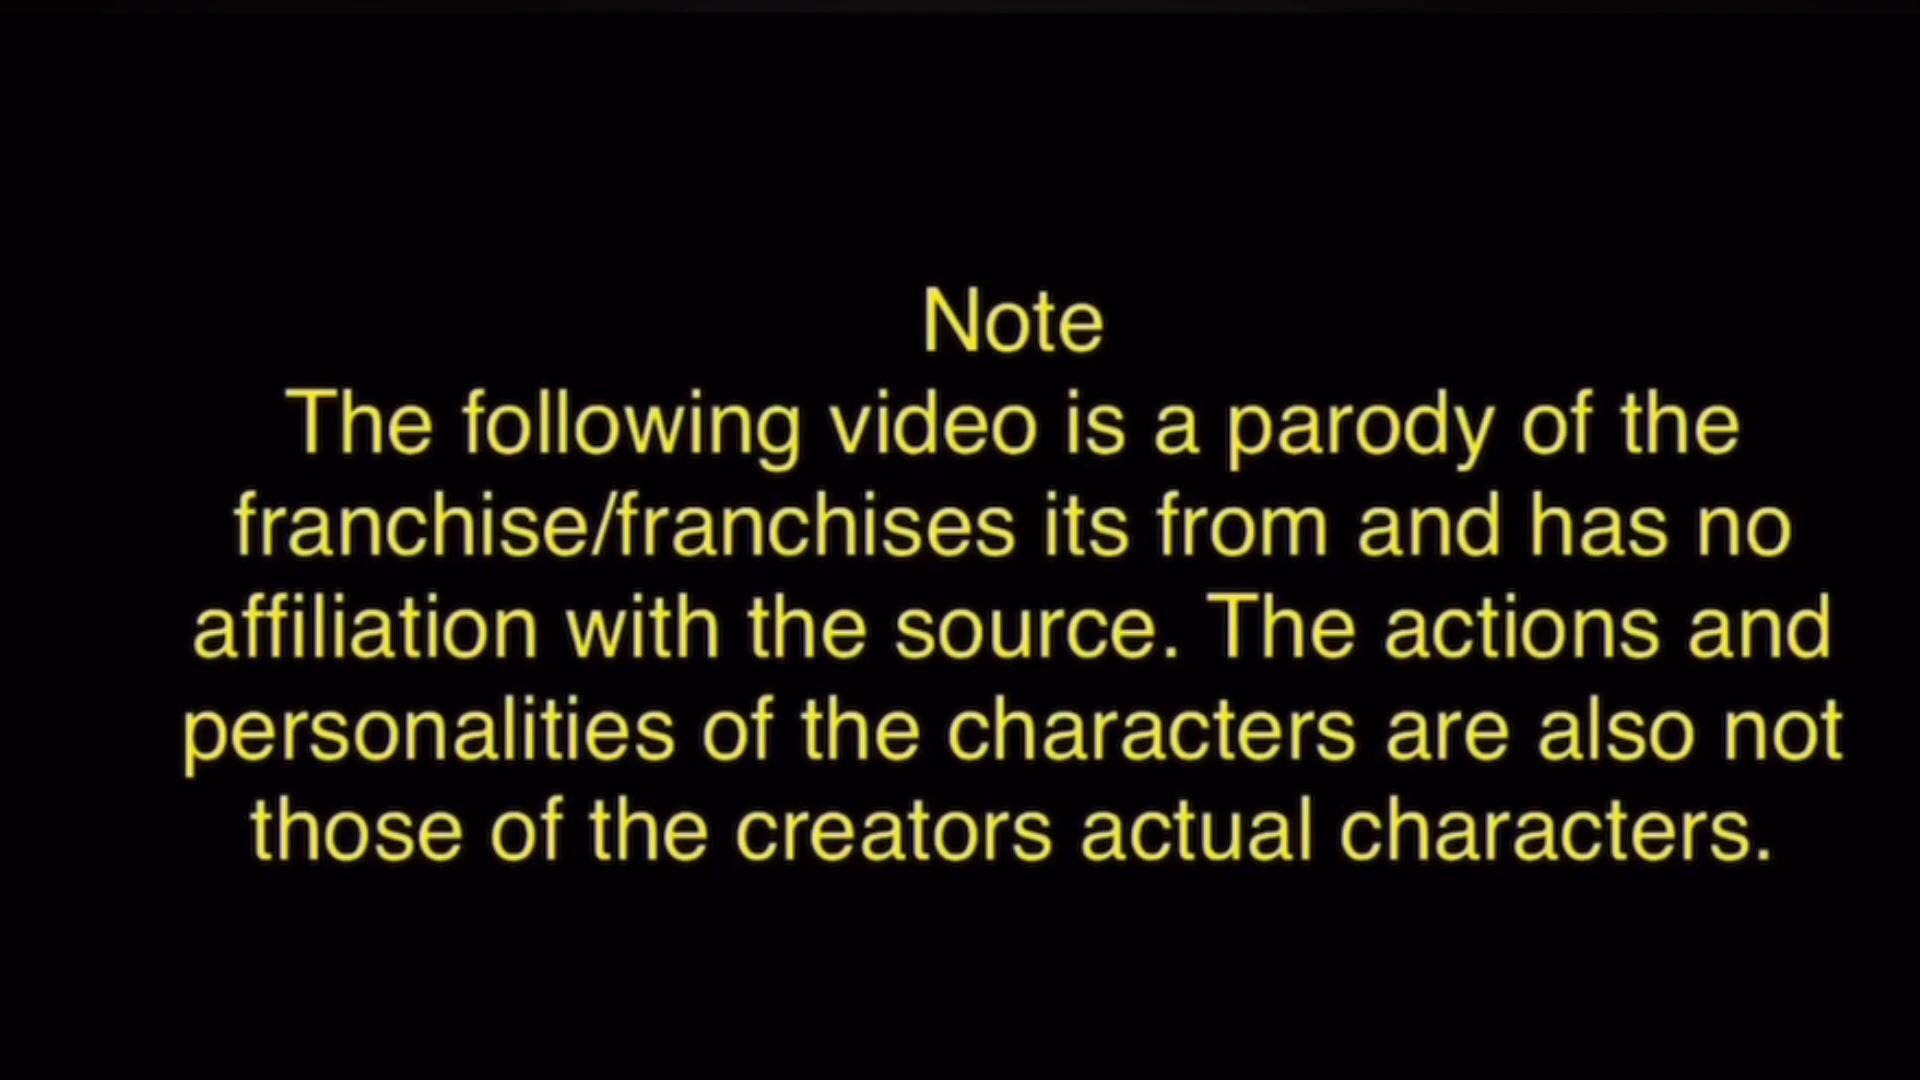 Note
The following video is a parody of the
franchise/franchises its from and has no
affiliation with the source. The actions and
personalities of the characters are also not
those of the creators actual characters.